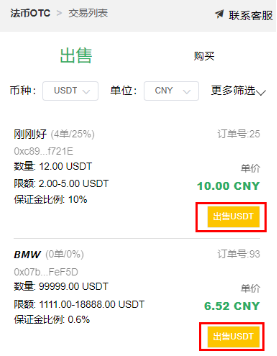 法币OTC > 交易列表 联系客服
出售 购买
币种: USDT 单位: CNY 更多筛选
刚刚好 (4单/25%) 订单号:25
0xc89...f721E
数量: 12.00 USDT 单价
限额: 2.00-5.00 USDT 10.00 CNY
保证金比例: 10%
出售USDT
BMW (0单/0%) 订单号:93
0x07b...FeF5D
数量: 99999.00 USDT 单价
限额: 1111.00-18888.00 USDT 6.52 CNY
保证金比例: 0.6%
出售USDT